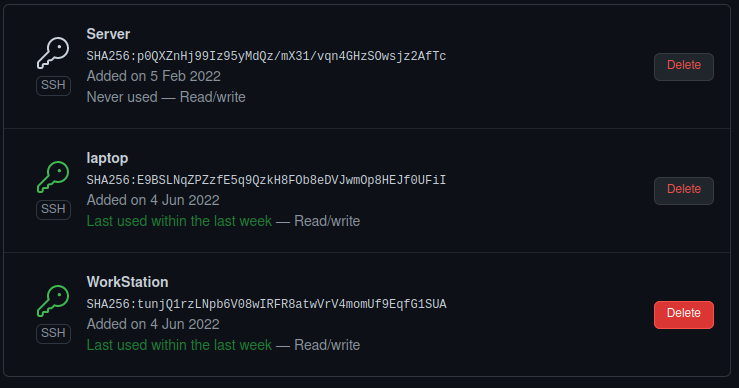 Server
SHA256:p0QXZnHj99Iz95yMdQz/mX31/vqn4GHzSOwsjz2AfTc
Delete
SSH
Added on 5 Feb 2022
Never used — Read/write
laptop
SHA256:E9BSLNqZPZzfE5q9QzkH8FOb8eDVJwmOp8HEJf0UFiI
Delete
SSH
Added on 4 Jun 2022
Last used within the last week — Read/write
WorkStation
SHA256:tunjQ1rzLNpb6V08wIRFR8atwVrV4momUf9EqfG1SUA
Delete
SSH
Added on 4 Jun 2022
Last used within the last week — Read/write